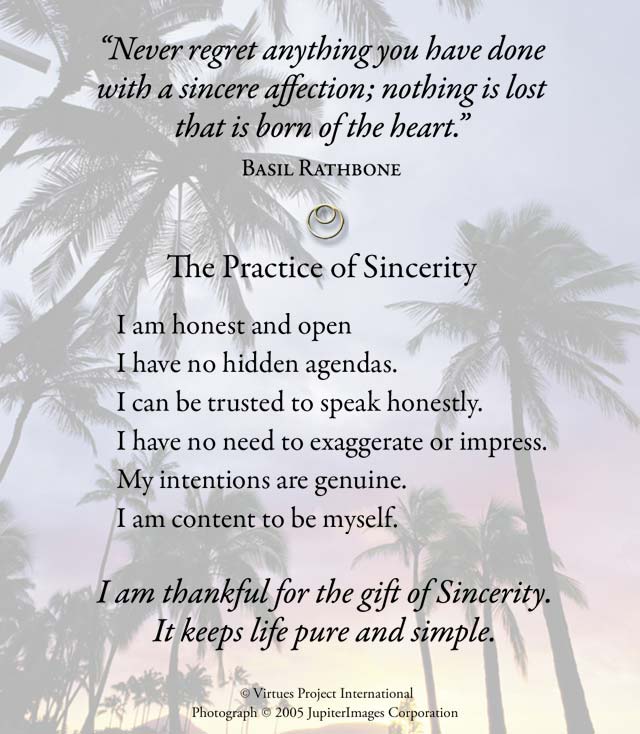 “Never regret anything you have done
with a sincere affection; nothing is lost
that is born of the heart.”
Basil Rathbone
The Practice of Sincerity
I am honest and open
I have no hidden agendas.
I can be trusted to speak honestly.
I have no need to exaggerate or impress.
My intentions are genuine.
I am content to be myself.
I am thankful for the gift of Sincerity.
It keeps life pure and simple.
© Virtues Project International
Photograph © 2005 JupiterImages Corporation